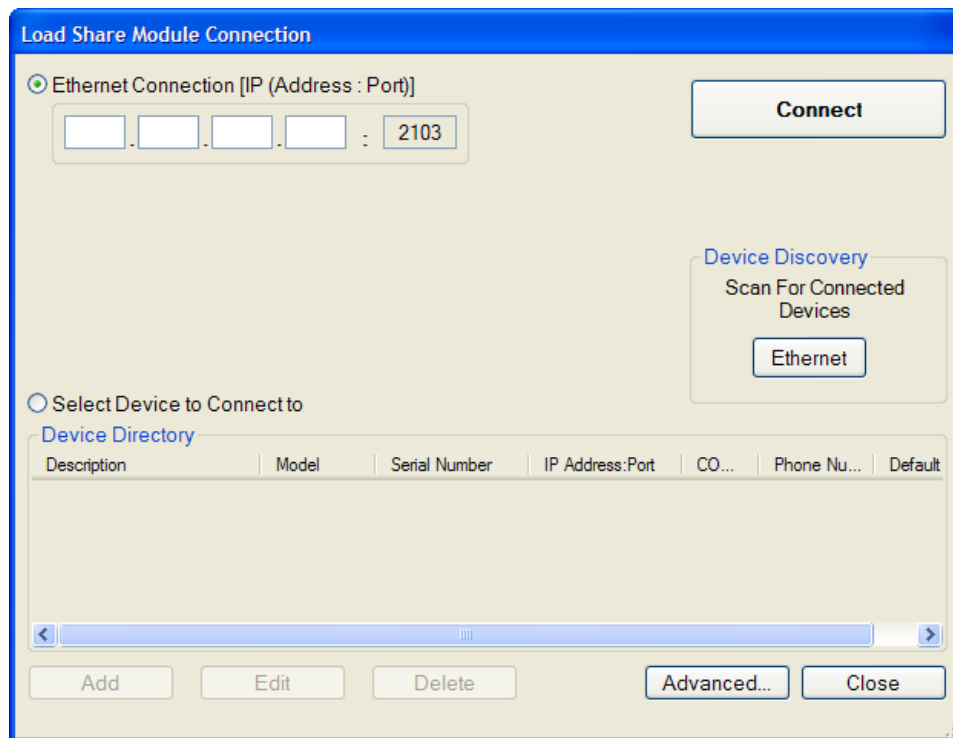 Load Share Module Connection
Ethernet Connection [IP (Address : Port)]
. . . : 2103
Connect
Device Discovery
Scan For Connected
Devices
Ethernet
Select Device to Connect to
Device Directory
Description Model Serial Number IP Address:Port CO... Phone Nu... Default
Add Edit Delete Advanced... Close